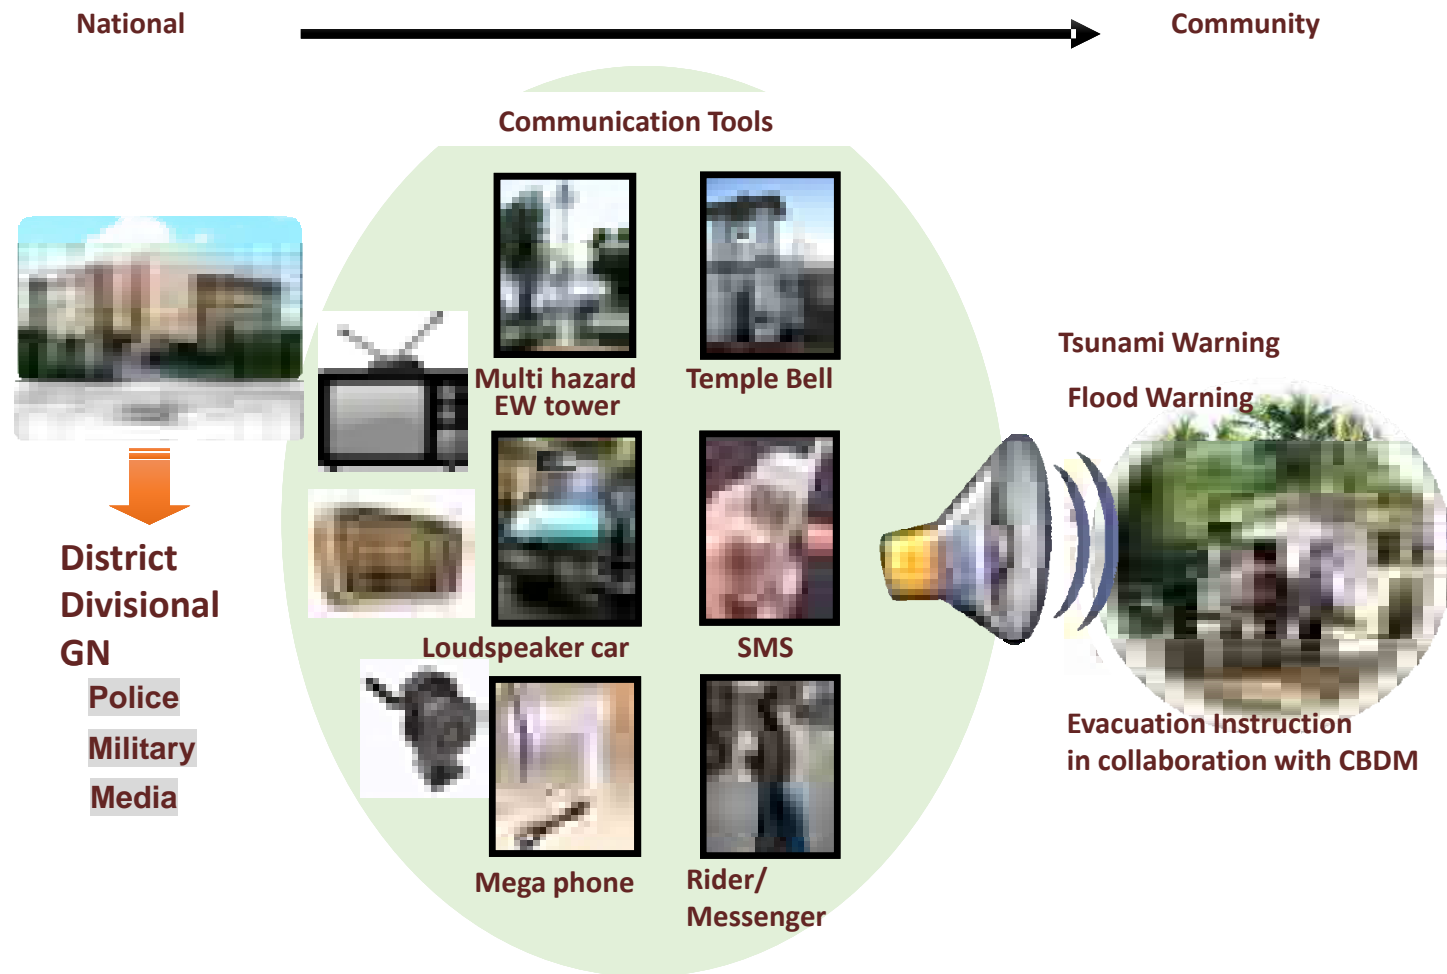 National
Community
Communication Tools
Multi hazard
EW tower
Temple Bell
Loudspeaker car
SMS
Mega phone
Rider/
Messenger
District
Divisional
GN
Police
Military
Media
Tsunami Warning
Flood Warning
Evacuation Instruction
in collaboration with CBDM